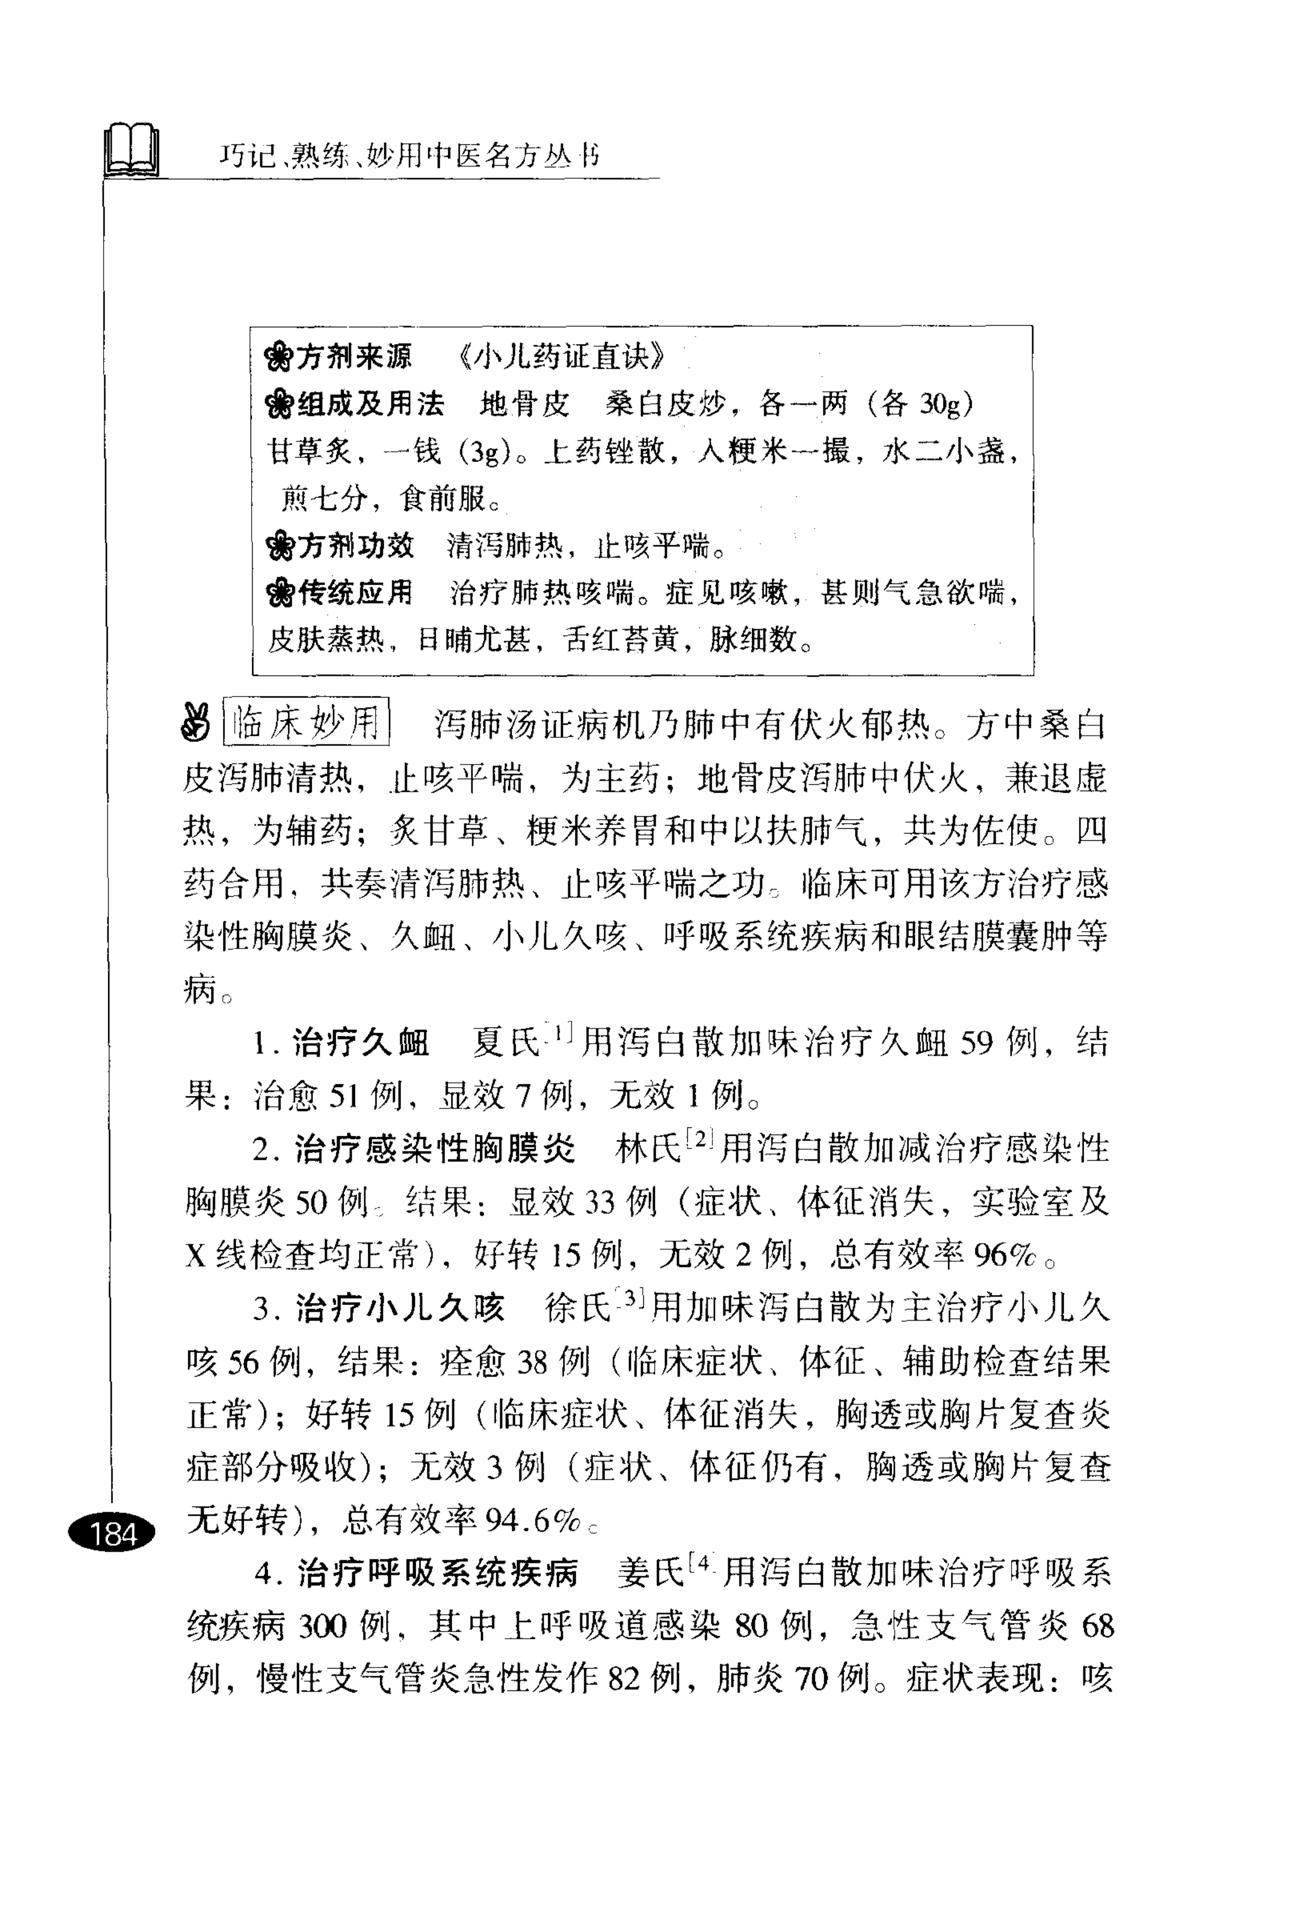 巧记、熟练、妙用中医名方丛书
方剂来源 《小儿药证直诀》
组成及用法 地骨皮 桑白皮炒，各一两（各 30g）
甘草炙，一钱（3g）。上药锉散，入粳米一撮，水二小盏，
煎七分，食前服。
方剂功效 清泻肺热，止咳平喘。
传统应用 治疗肺热咳喘。症见咳嗽，甚则气急欲喘，
皮肤蒸热，日晡尤甚，舌红苔黄，脉细数。
临床妙用 泻肺汤证病机乃肺中有伏火郁热。方中桑白
皮泻肺清热，止咳平喘，为主药；地骨皮泻肺中伏火，兼退虚
热，为辅药；炙甘草、粳米养胃和中以扶肺气，共为佐使。四
药合用，共奏清泻肺热、止咳平喘之功。临床可用该方治疗感
染性胸膜炎、久衄、小儿久咳、呼吸系统疾病和眼结膜囊肿等
病。
1. 治疗久衄 夏氏[1]用泻白散加味治疗久衄 59 例，结
果：治愈 51 例，显效 7 例，无效 1 例。
2. 治疗感染性胸膜炎 林氏[2]用泻白散加减治疗感染性
胸膜炎 50 例。结果：显效 33 例（症状、体征消失，实验室及
X 线检查均正常），好转 15 例，无效 2 例，总有效率 96%。
3. 治疗小儿久咳 徐氏[3]用加味泻白散为主治疗小儿久
咳 56 例，结果：痊愈 38 例（临床症状、体征、辅助检查结果
正常）；好转 15 例（临床症状、体征消失，胸透或胸片复查炎
症部分吸收）；无效 3 例（症状、体征仍有，胸透或胸片复查
无好转），总有效率 94.6%。
184
4. 治疗呼吸系统疾病 姜氏[4]用泻白散加味治疗呼吸系
统疾病 300 例，其中上呼吸道感染 80 例，急性支气管炎 68
例，慢性支气管炎急性发作 82 例，肺炎 70 例。症状表现：咳